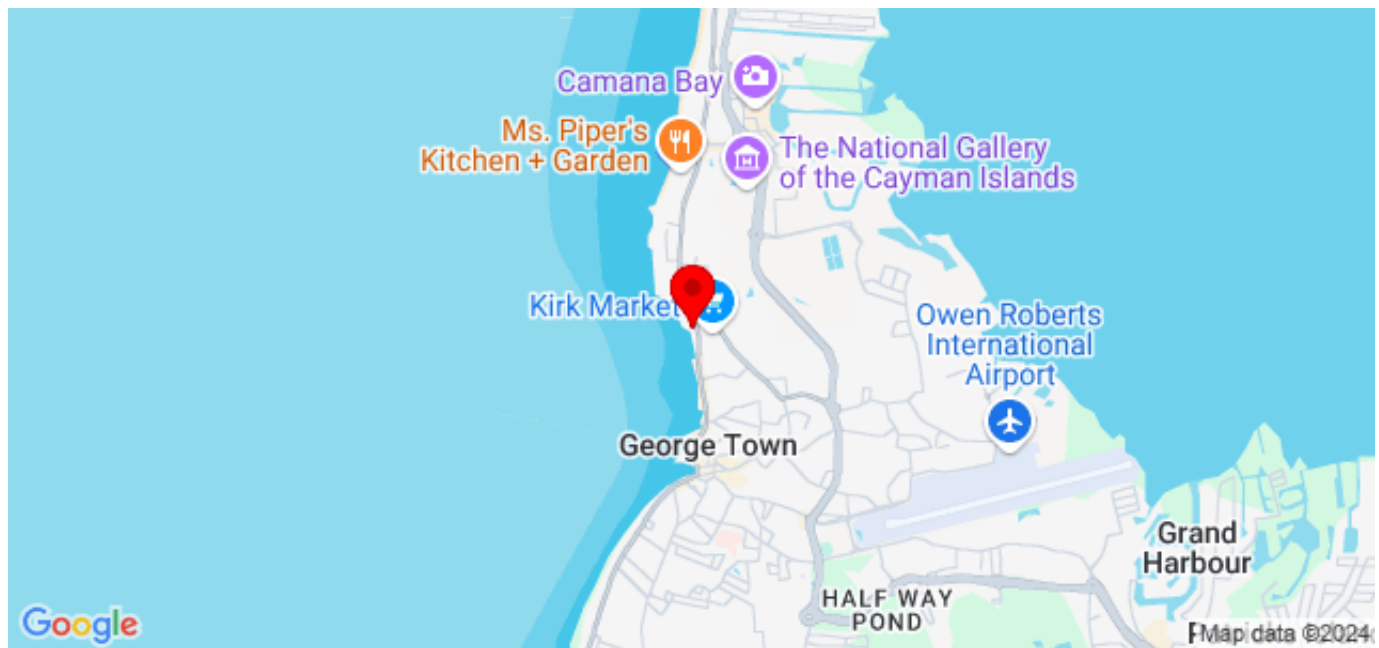 Camana Bay
Ms. Piper's
Kitchen + Garden
The National Gallery
of the Cayman Islands
Kirk Market
Owen Roberts
International
Airport
George Town
Grand
Harbour
HALF WAY
POND
Google
Map data ©2024